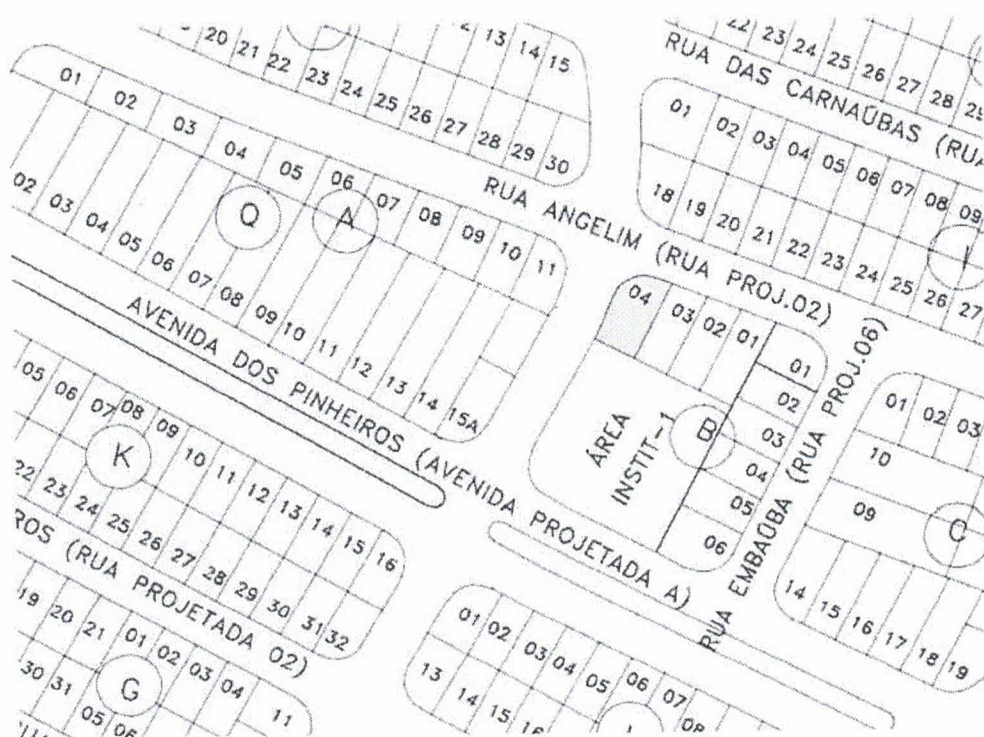 20 21 22 23 24 25 26 27 28 29 30
13 14 15
22 23 24 25 26 27 28
RUA DAS CARNAÚBAS (RUA
01 02 03 04 05 06 07 08 09 10 11
Q A
02 03 04 05 06 07 08 09 10 11 12 13 14 15A
RUA ANGELIM (RUA PROJ.02)
01 02 03 04 05 06 07 08 09
18 19 20 21 22 23 24 25 26 27
AVENIDA DOS PINHEIROS (AVENIDA PROJETADA A)
04 03 02 01
01
02
03
04
05
06
B
ÁREA
INSTIT-1
RUA EMBAÚBA (RUA PROJ.06)
01 02 03
10
09
C
14 15 16 17 18 19
05 06 07 08 09 10 11 12 13 14 15 16
K
22 23 24 25 26 27 28 29 30 31 32
ROS (RUA PROJETADA 02)
19 20 21 01 02 03 04 11
G
30 31 05 06
01 02 03 04 05 06 07 08
13 14 15 16